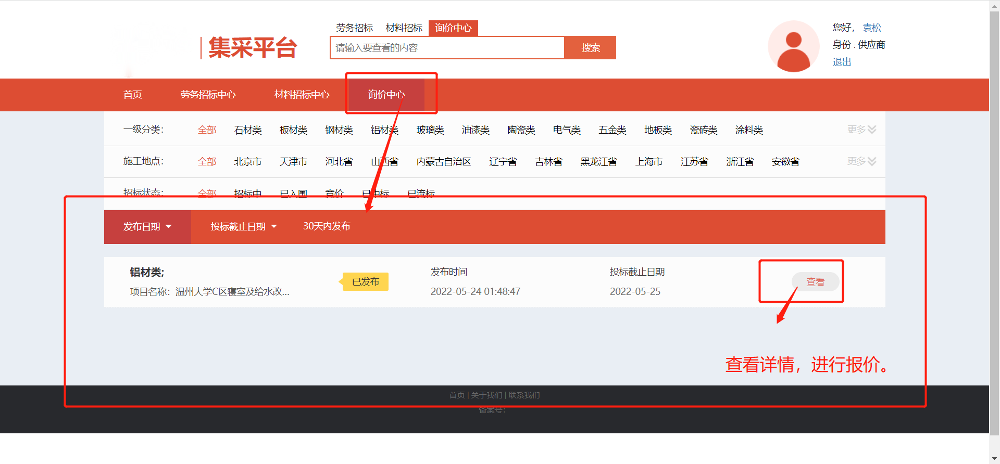 劳务招标 材料招标 询价中心
集采平台
请输入要查看的内容 搜索
您好， 袁松
身份 : 供应商
退出
首页 劳务招标中心 材料招标中心 询价中心
一级分类： 全部 石材类 板材类 钢材类 铝材类 玻璃类 油漆类 陶瓷类 电气类 五金类 地板类 瓷砖类 涂料类 更多
施工地点： 全部 北京市 天津市 河北省 山西省 内蒙古自治区 辽宁省 吉林省 黑龙江省 上海市 江苏省 浙江省 安徽省 更多
招标状态： 全部 招标中 已入围 竞价 已中标 已流标
发布日期 投标截止日期 30天内发布
铝材类;
项目名称：温州大学C区寝室及给水改...
已发布
发布时间
2022-05-24 01:48:47
投标截止日期
2022-05-25
查看
查看详情，进行报价。
首页 | 关于我们 | 联系我们
备案号：